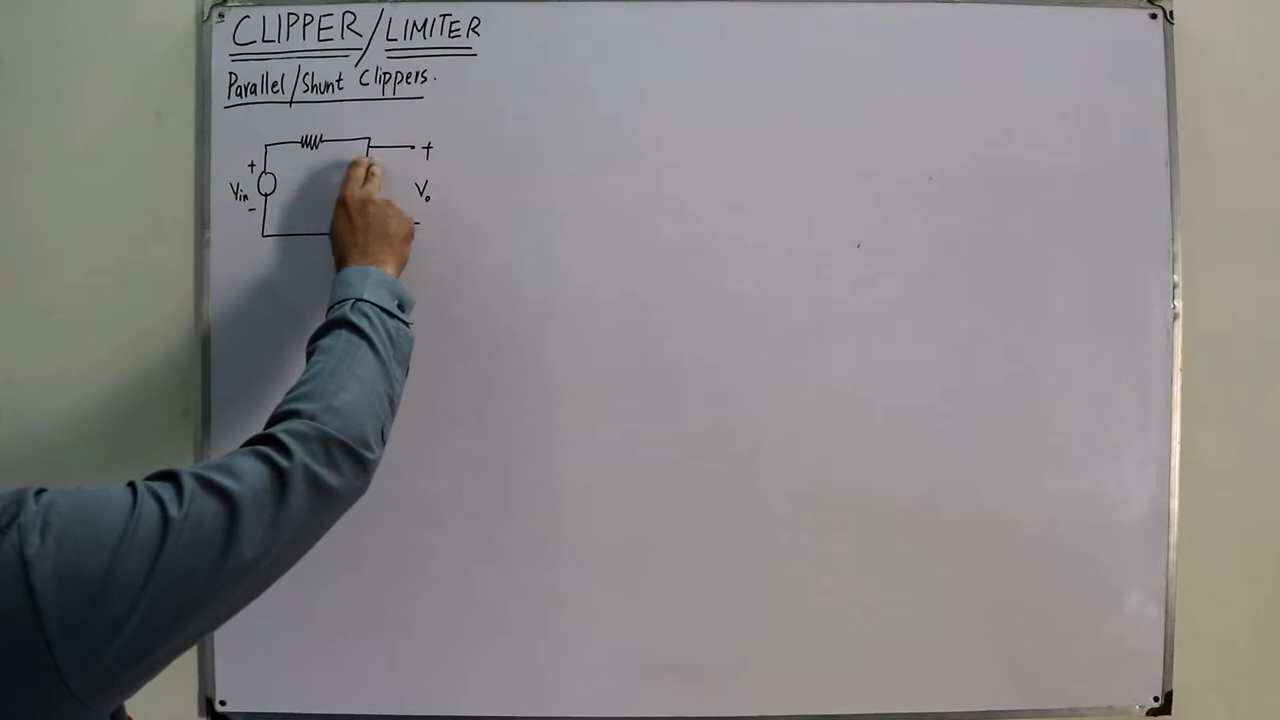 CLIPPER/LIMITER
Parallel/Shunt Clippers.
+ +
Vin Vo
- -